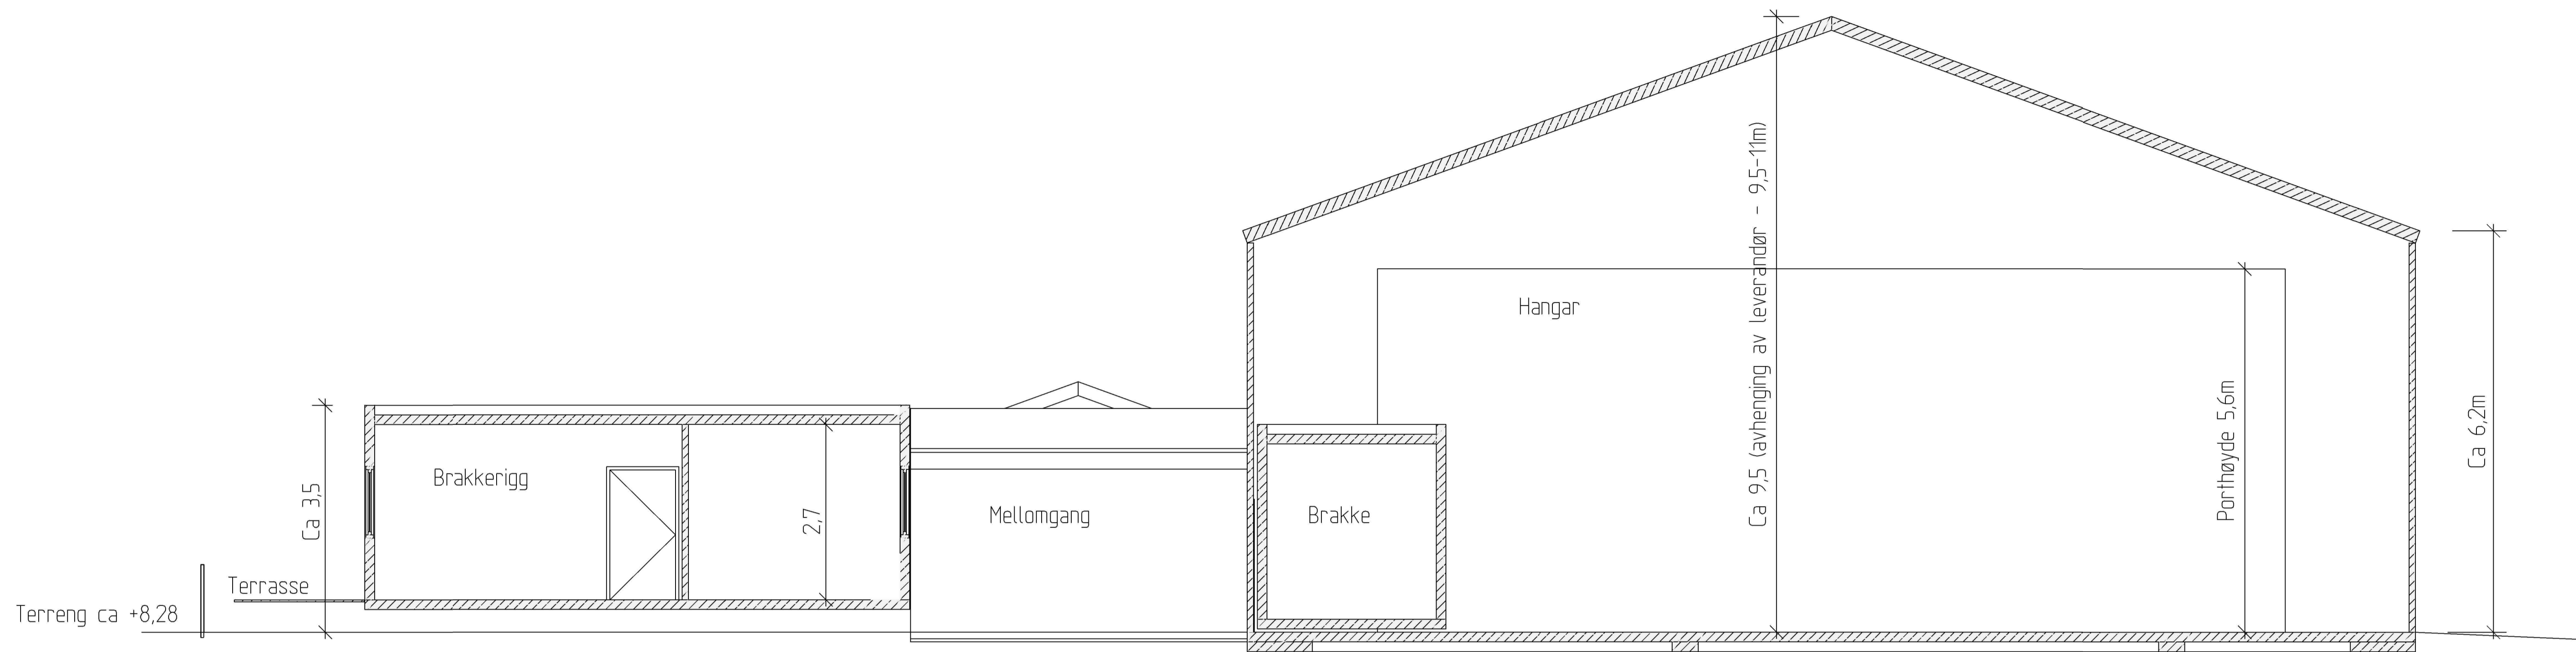 Terreng ca +8,28
Terrasse
Ca 3,5
Brakkerigg
2,7
Mellomgang
Brakke
Hangar
Ca 9,5 (avhenging av leverandør - 9,5-11m)
Porthøyde 5,6m
Ca 6,2m